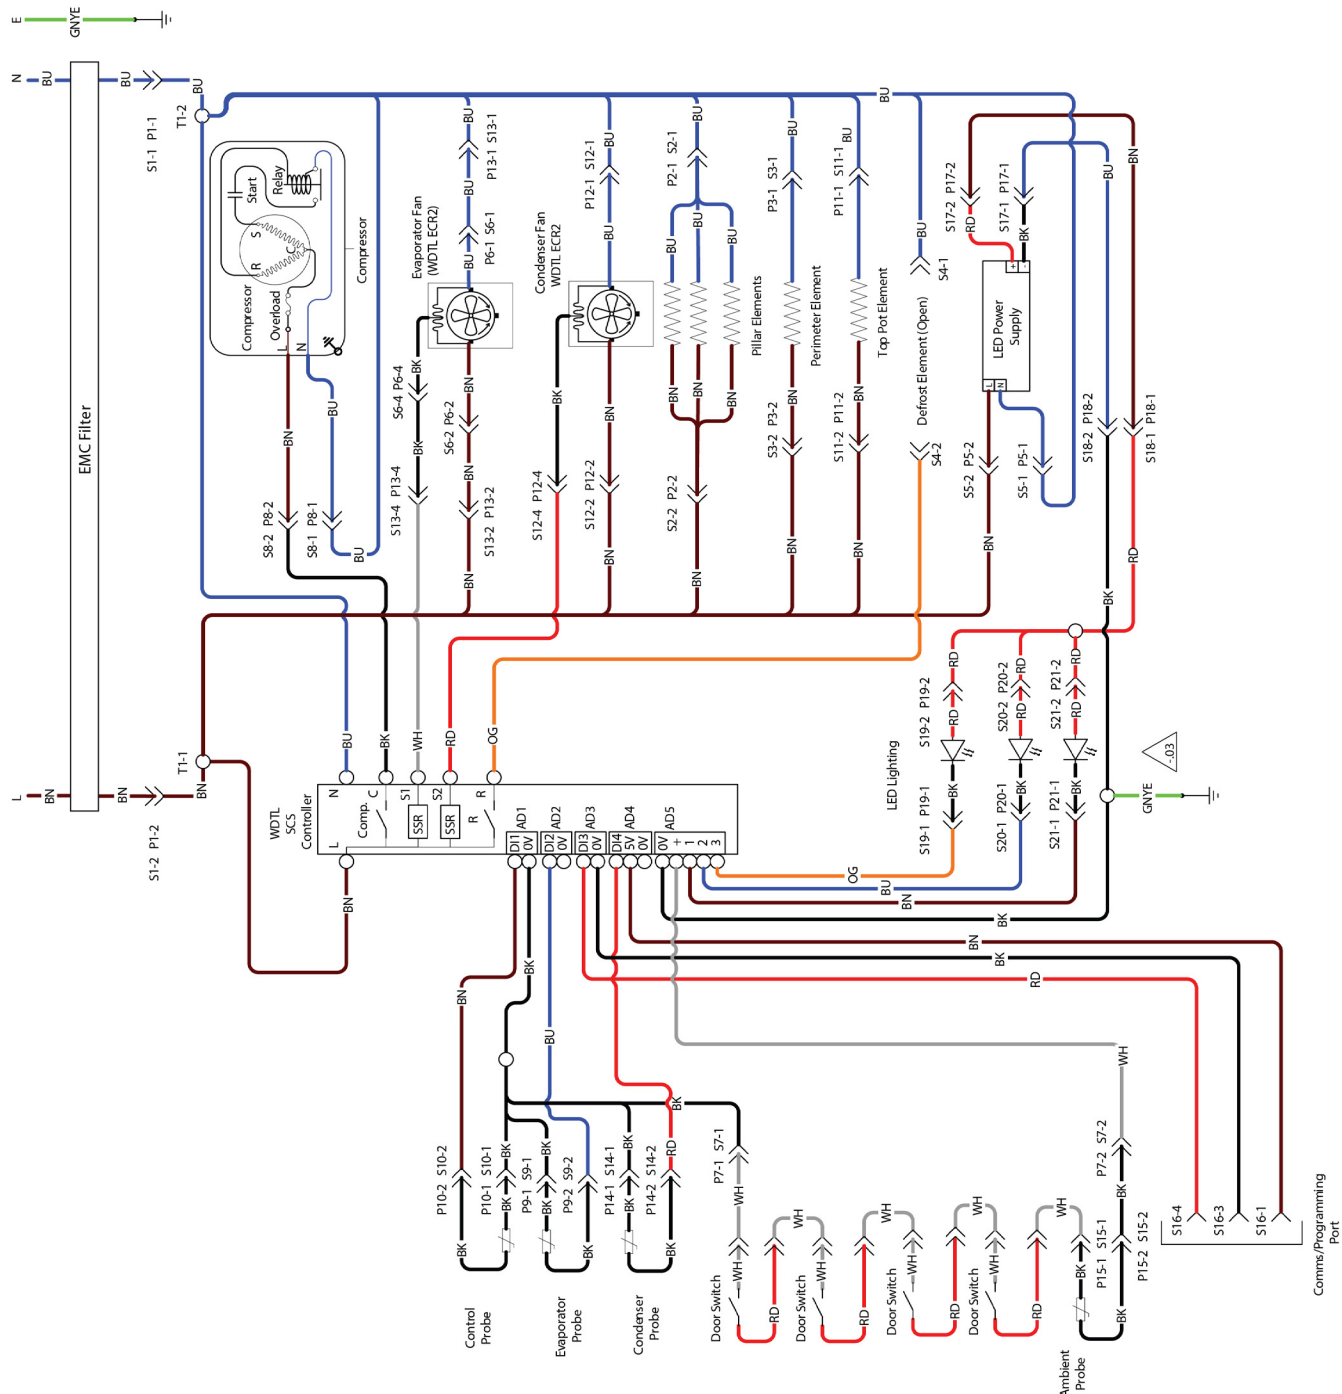 E
GNYE
N
BU
BU
BU
T1-2
S1-1 P1-1
EMC Filter
L
BN
BN
BN
T1-1
S1-2 P1-2
Compressor
Overload
L
N
R
S
C
Start
Relay
Compressor
BN
BU
S8-2 P8-2
S8-1 P8-1
BU
Evaporator Fan
(WDTL ECR2)
BU
P13-1 S13-1
BU
P6-1 S6-1
BU
BK
S6-4 P6-4
BK
S13-4 P13-4
BN
S6-2 P6-2
BN
S13-2 P13-2
BN
Condenser Fan
WDTL ECR2
BU
P12-1 S12-1
BU
BK
S12-4 P12-4
BN
S12-2 P12-2
BN
BU
P2-1 S2-1
BU
BU
BU
Pillar Elements
BN
BN
BN
S2-2 P2-2
BN
BU
P3-1 S3-1
Perimeter Element
BN
S3-2 P3-2
BN
BU
P11-1 S11-1
Top Pot Element
BN
S11-2 P11-2
BN
BU
BU
S4-1
Defrost Element (Open)
S4-2
S17-2 P17-2
RD
S17-1 P17-1
BK
+
-
LED Power
Supply
L
N
S5-2 P5-2
S5-1 P5-1
BN
BU
BN
S18-2 P18-2
S18-1 P18-1
BK
RD
WDTL
SCS
Controller
L
N
Comp.
C
SSR
S1
SSR
S2
R
R
BU
BK
WH
RD
OG
BN
DI1
0V
AD1
DI2
0V
AD2
DI3
0V
AD3
DI4
5V
0V
AD4
0V
+
1
2
3
AD5
LED Lighting
S19-2 P19-2
RD
RD
BK
S19-1 P19-1
S20-2 P20-2
RD
RD
BK
S20-1 P20-1
S21-2 P21-2
RD
RD
BK
S21-1 P21-1
-.03
GNYE
OG
BU
BN
BK
BN
BK
RD
BN
BK
BU
BK
RD
P10-2 S10-2
P10-1 S10-1
BK
BK
BK
Control
Probe
P9-1 S9-1
P9-2 S9-2
BK
BK
BK
Evaporator
Probe
P14-1 S14-1
P14-2 S14-2
BK
BK
BK
Condenser
Probe
P7-1 S7-1
WH
WH
Door Switch
RD
WH
WH
Door Switch
RD
WH
WH
Door Switch
RD
WH
WH
Door Switch
RD
WH
BK
P15-1 S15-1
P15-2 S15-2
BK
BK
P7-2 S7-2
WH
Ambient
Probe
S16-4
S16-3
S16-1
Comms/Programming
Port